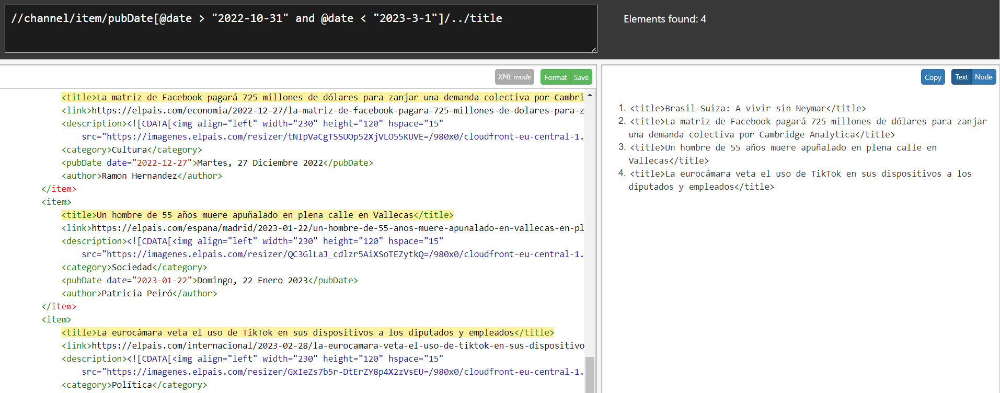 //channel/item/pubDate[@date > "2022-10-31" and @date < "2023-3-1"]/../title
Elements found: 4
XML mode
Format
Save
<title>La matriz de Facebook pagará 725 millones de dólares para zanjar una demanda colectiva por Cambri
<link>https://elpais.com/economia/2022-12-27/la-matriz-de-facebook-pagara-725-millones-de-dolares-para-z
<description><![CDATA[<img align="left" width="230" height="120" hspace="15"
src="https://imagenes.elpais.com/resizer/tNIpVaCgTSSUOp52XjVLO55KUVE=/980x0/cloudfront-eu-central-1.
<category>Cultura</category>
<pubDate date="2022-12-27">Martes, 27 Diciembre 2022</pubDate>
<author>Ramon Hernandez</author>
</item>
<item>
<title>Un hombre de 55 años muere apuñalado en plena calle en Vallecas</title>
<link>https://elpais.com/espana/madrid/2023-01-22/un-hombre-de-55-anos-muere-apunalado-en-vallecas-en-pl
<description><![CDATA[<img align="left" width="230" height="120" hspace="15"
src="https://imagenes.elpais.com/resizer/QC3GlLaJ_cdlzr5AiXSoTEZytkQ=/980x0/cloudfront-eu-central-1.
<category>Sociedad</category>
<pubDate date="2023-01-22">Domingo, 22 Enero 2023</pubDate>
<author>Patricia Peiró</author>
</item>
<item>
<title>La eurocámara veta el uso de TikTok en sus dispositivos a los diputados y empleados</title>
<link>https://elpais.com/internacional/2023-02-28/la-eurocamara-veta-el-uso-de-tiktok-en-sus-dispositivo
<description><![CDATA[<img align="left" width="230" height="120" hspace="15"
src="https://imagenes.elpais.com/resizer/GxIeZs7b5r-DtErZY8p4X2zVsEU=/980x0/cloudfront-eu-central-1.
<category>Política</category>
Copy
Text
Node
1. <title>Brasil-Suiza: A vivir sin Neymar</title>
2. <title>La matriz de Facebook pagará 725 millones de dólares para zanjar
una demanda colectiva por Cambridge Analytica</title>
3. <title>Un hombre de 55 años muere apuñalado en plena calle en
Vallecas</title>
4. <title>La eurocámara veta el uso de TikTok en sus dispositivos a los
diputados y empleados</title>